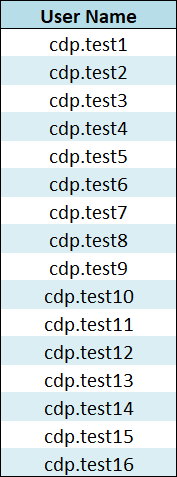 User Name
cdp.test1
cdp.test2
cdp.test3
cdp.test4
cdp.test5
cdp.test6
cdp.test7
cdp.test8
cdp.test9
cdp.test10
cdp.test11
cdp.test12
cdp.test13
cdp.test14
cdp.test15
cdp.test16